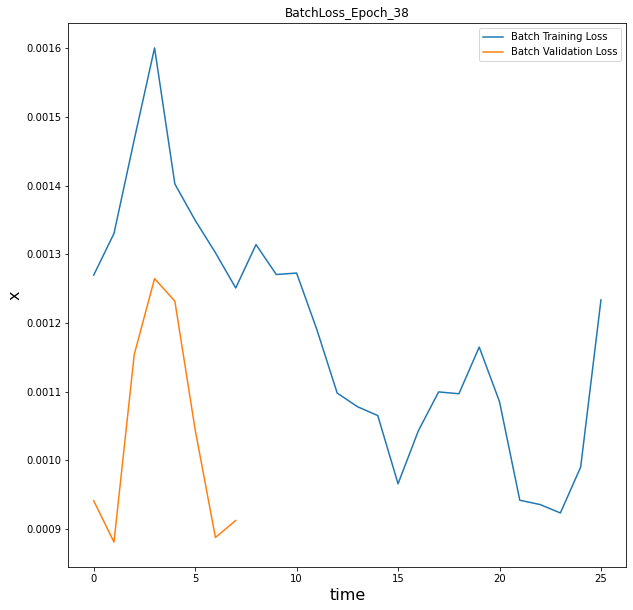 BatchLoss_Epoch_38
Batch Training Loss
Batch Validation Loss
0.0016
0.0015
0.0014
0.0013
0.0012
0.0011
0.0010
0.0009
x
0
5
10
15
20
25
time